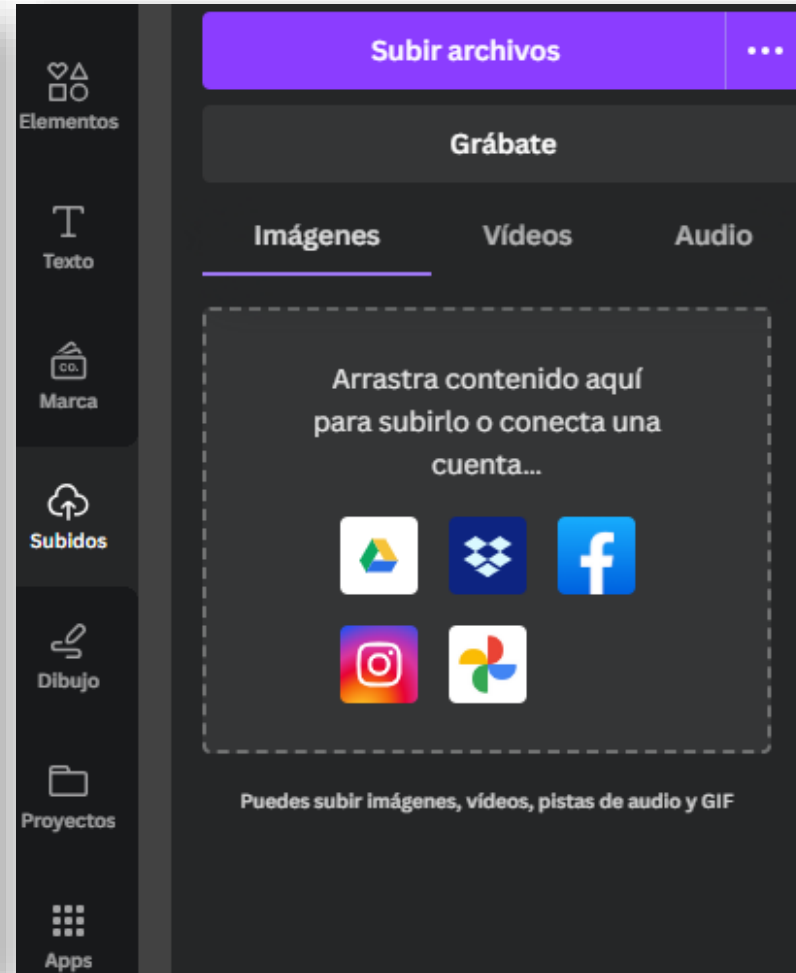 Elementos
Texto
CO.
Marca
Subidos
Dibujo
Proyectos
Apps
Subir archivos
Grábate
Imágenes Vídeos Audio
Arrastra contenido aquí
para subirlo o conecta una
cuenta...
Puedes subir imágenes, vídeos, pistas de audio y GIF